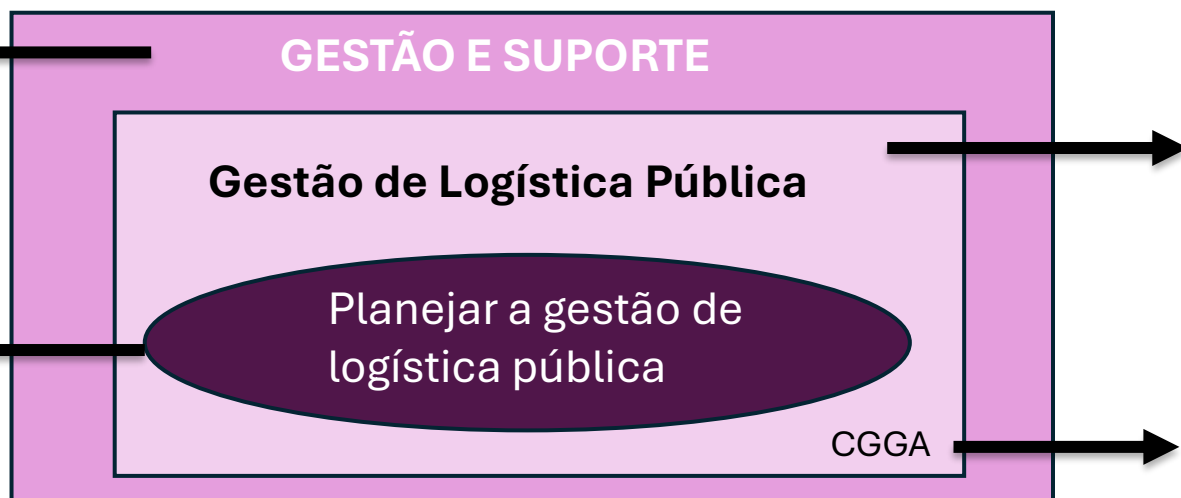 GESTÃO E SUPORTE
Gestão de Logística Pública
Planejar a gestão de
logística pública
CGGA